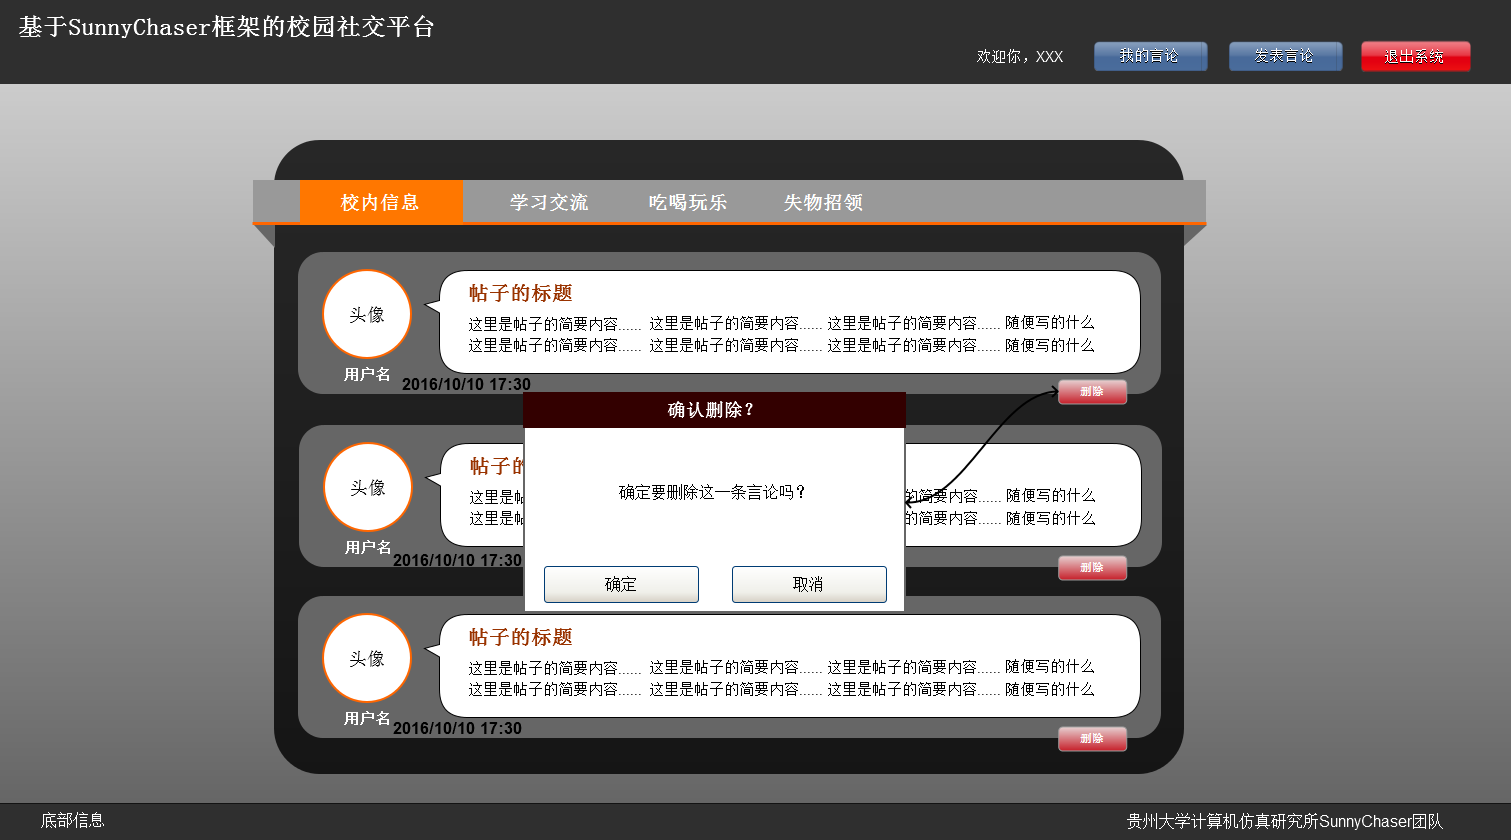 基于SunnyChaser框架的校园社交平台
欢迎你，XXX 我的言论 发表言论 退出系统
校内信息 学习交流 吃喝玩乐 失物招领
头像
用户名
帖子的标题
这里是帖子的简要内容...... 这里是帖子的简要内容...... 这里是帖子的简要内容...... 随便写的什么
这里是帖子的简要内容...... 这里是帖子的简要内容...... 这里是帖子的简要内容...... 随便写的什么
2016/10/10 17:30
删除
确认删除？
确定要删除这一条言论吗？
确定 取消
头像
用户名
帖子的
这里是 的简要内容...... 随便写的什么
这里是 的简要内容...... 随便写的什么
2016/10/10 17:30
删除
头像
用户名
帖子的标题
这里是帖子的简要内容...... 这里是帖子的简要内容...... 这里是帖子的简要内容...... 随便写的什么
这里是帖子的简要内容...... 这里是帖子的简要内容...... 这里是帖子的简要内容...... 随便写的什么
2016/10/10 17:30
删除
底部信息
贵州大学计算机仿真研究所SunnyChaser团队